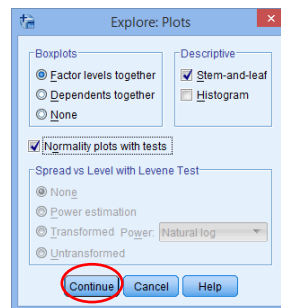 Explore: Plots
Boxplots
Factor levels together
Dependents together
None
Descriptive
Stem-and-leaf
Histogram
Normality plots with tests
Spread vs Level with Levene Test
None
Power estimation
Transformed Power: Natural log
Untransformed
Continue Cancel Help